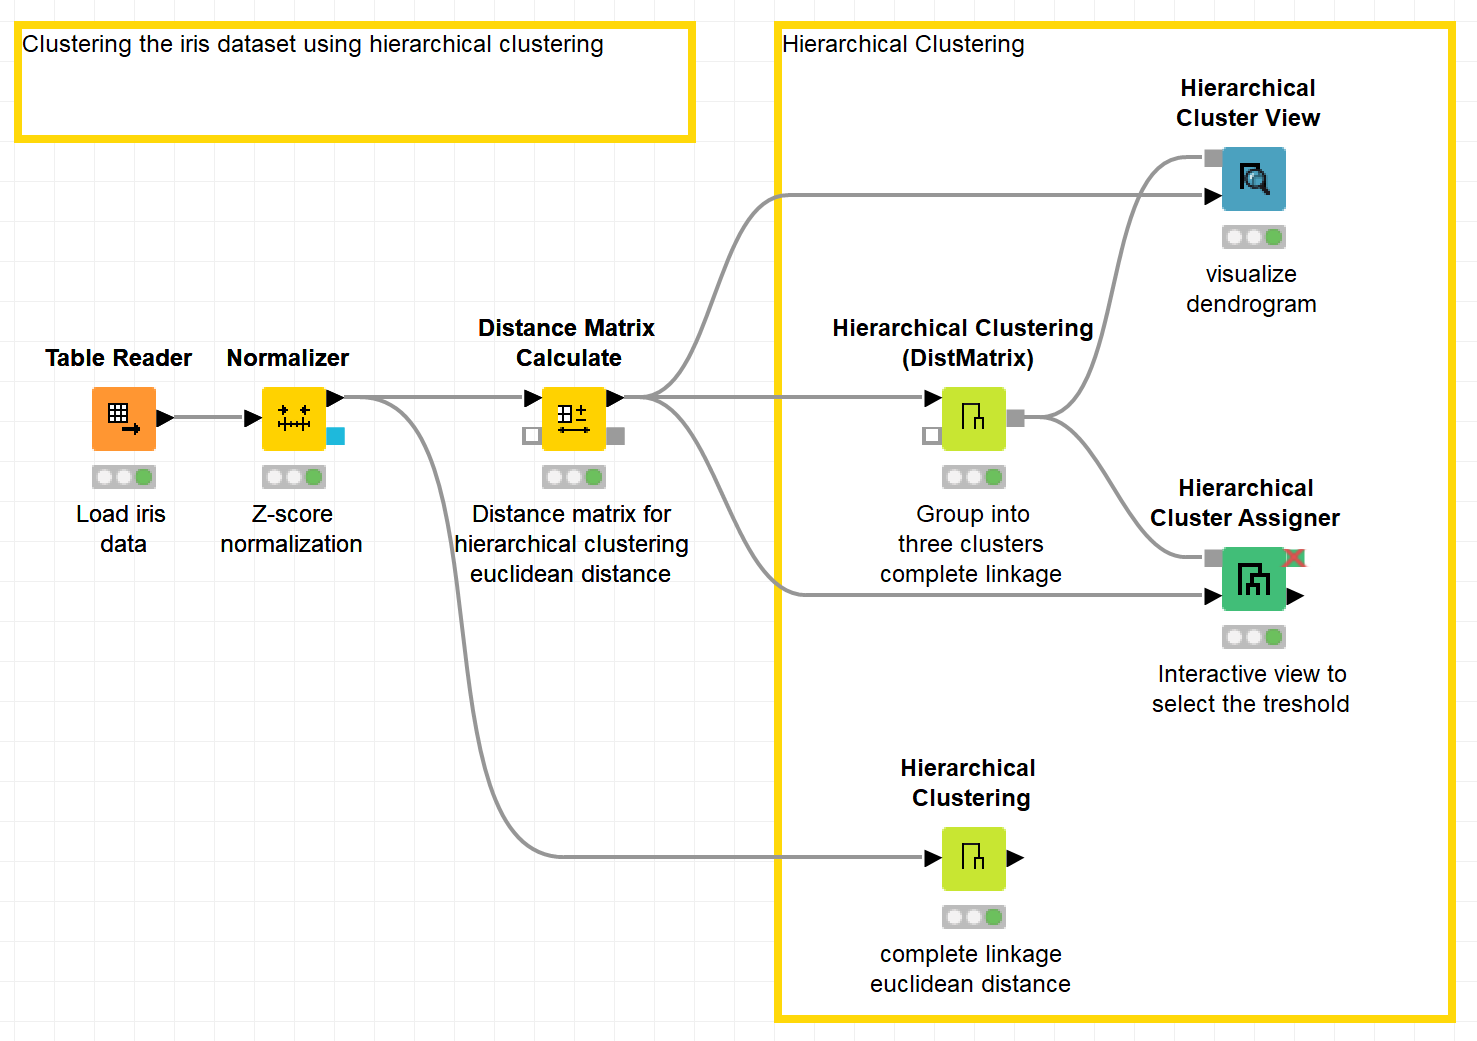 Clustering the iris dataset using hierarchical clustering
Hierarchical Clustering
Hierarchical
Cluster View
visualize
dendrogram
Table Reader
Load iris
data
Normalizer
Z-score
normalization
Distance Matrix
Calculate
Distance matrix for
hierarchical clustering
euclidean distance
Hierarchical Clustering
(DistMatrix)
Group into
three clusters
complete linkage
Hierarchical
Cluster Assigner
Interactive view to
select the treshold
Hierarchical
Clustering
complete linkage
euclidean distance